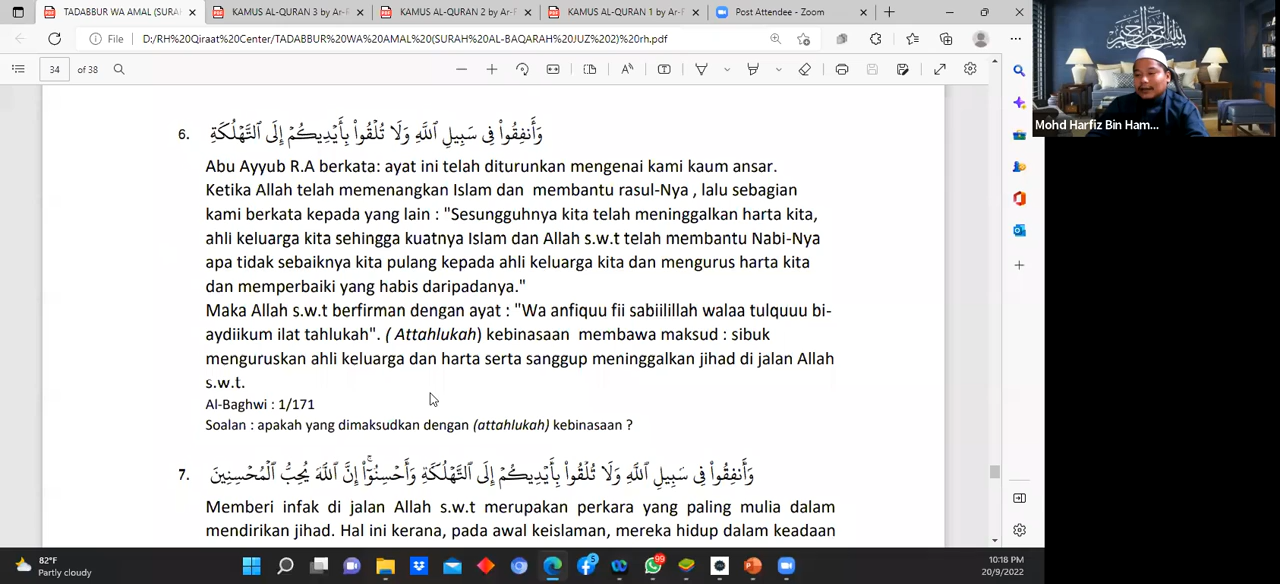 TADABBUR WA AMAL (SURA
KAMUS AL-QURAN 3 by Ar-F
KAMUS AL-QURAN 2 by Ar-F
KAMUS AL-QURAN 1 by Ar-F
Post Attendee - Zoom
File
D:/RH%20Qiraat%20Center/TADABBUR%20WA%20AMAL%20(SURAH%20AL-BAQARAH%20JUZ%202)%20rh.pdf
34 of 38
6. وَأَنفِقُوا۟ فِى سَبِيلِ ٱللَّهِ وَلَا تُلْقُوا۟ بِأَيْدِيكُمْ إِلَى ٱلتَّهْلُكَةِ
Abu Ayyub R.A berkata: ayat ini telah diturunkan mengenai kami kaum ansar.
Ketika Allah telah memenangkan Islam dan membantu rasul-Nya , lalu sebagian
kami berkata kepada yang lain : "Sesungguhnya kita telah meninggalkan harta kita,
ahli keluarga kita sehingga kuatnya Islam dan Allah s.w.t telah membantu Nabi-Nya
apa tidak sebaiknya kita pulang kepada ahli keluarga kita dan mengurus harta kita
dan memperbaiki yang habis daripadanya."
Maka Allah s.w.t berfirman dengan ayat : "Wa anfiquu fii sabiilillah walaa tulquuu bi-
aydiikum ilat tahlukah". ( Attahlukah) kebinasaan membawa maksud : sibuk
menguruskan ahli keluarga dan harta serta sanggup meninggalkan jihad di jalan Allah
s.w.t.
Al-Baghwi : 1/171
Soalan : apakah yang dimaksudkan dengan (attahlukah) kebinasaan ?
7. وَأَنفِقُوا۟ فِى سَبِيلِ ٱللَّهِ وَلَا تُلْقُوا۟ بِأَيْدِيكُمْ إِلَى ٱلتَّهْلُكَةِ وَأَحْسِنُوٓا۟ ۛ إِنَّ ٱللَّهَ يُحِبُّ ٱلْمُحْسِنِينَ
Memberi infak di jalan Allah s.w.t merupakan perkara yang paling mulia dalam
mendirikan jihad. Hal ini kerana, pada awal keislaman, mereka hidup dalam keadaan
Mohd Harfiz Bin Ham...
82°F
Partly cloudy
5
99
10:18 PM
20/9/2022